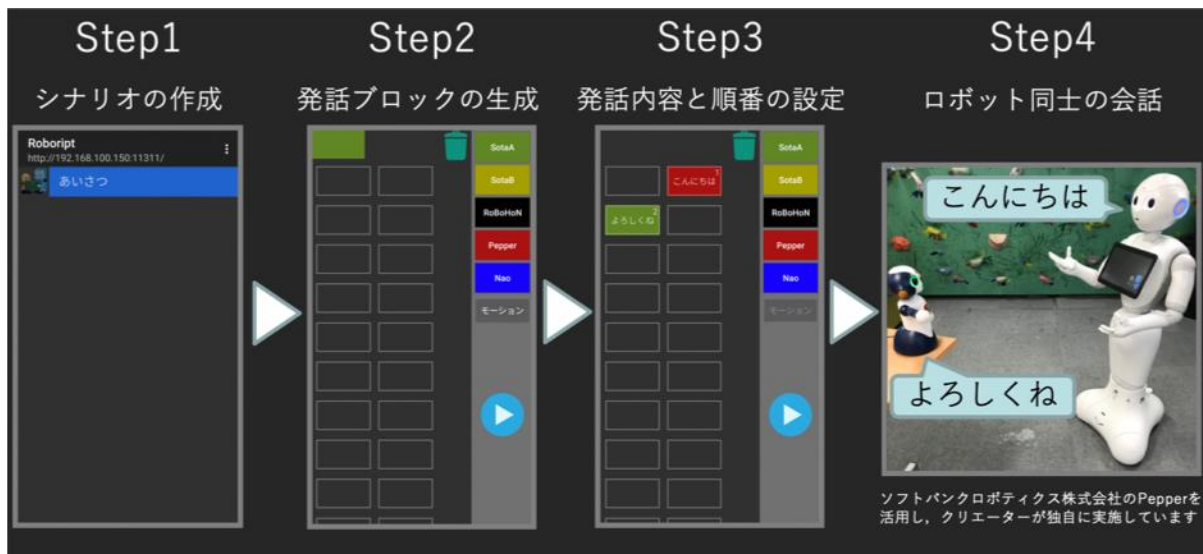 Step1
シナリオの作成
Roboript
http://192.168.100.150:11311/
あいさつ
Step2
発話ブロックの生成
SotaA
SotaB
RoBoHoN
Pepper
Nao
モーション
Step3
発話内容と順番の設定
こんにちは 1
よろしくね 2
SotaA
SotaB
RoBoHoN
Pepper
Nao
モーション
Step4
ロボット同士の会話
こんにちは
よろしくね
ソフトバンクロボティクス株式会社のPepperを
活用し，クリエーターが独自に実施しています